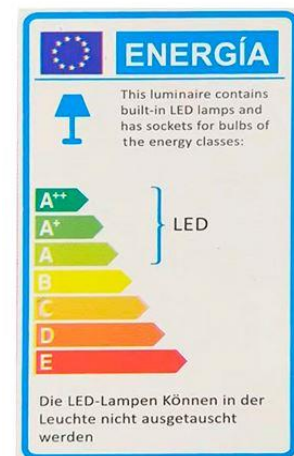 ENERGÍA
This luminaire contains
built-in LED lamps and
has sockets for bulbs of
the energy classes:
A++
A+
A
LED
B
C
D
E
Die LED-Lampen Können in der
Leuchte nicht ausgetauscht
werden